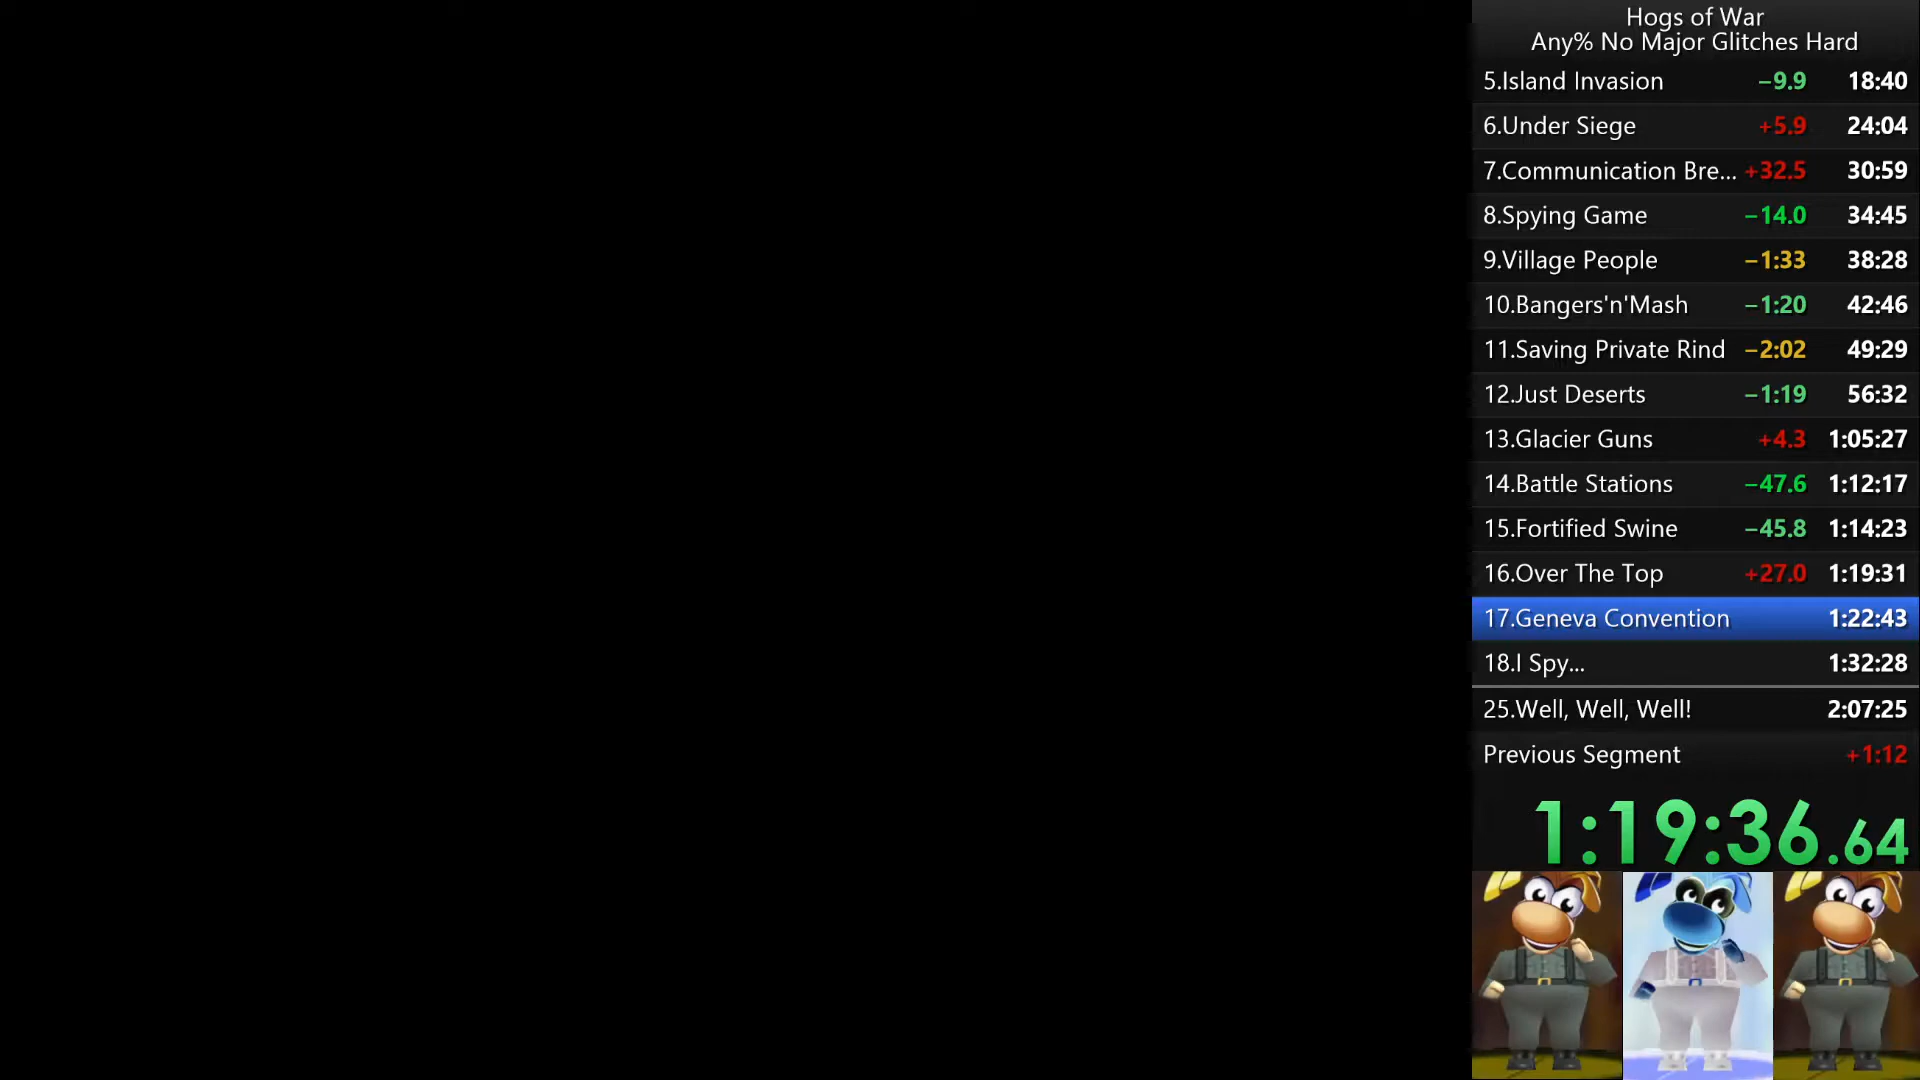 Hogs of War
Any% No Major Glitches Hard
5.Island Invasion −9.9 18:40
6.Under Siege +5.9 24:04
7.Communication Bre... +32.5 30:59
8.Spying Game −14.0 34:45
9.Village People −1:33 38:28
10.Bangers'n'Mash −1:20 42:46
11.Saving Private Rind −2:02 49:29
12.Just Deserts −1:19 56:32
13.Glacier Guns +4.3 1:05:27
14.Battle Stations −47.6 1:12:17
15.Fortified Swine −45.8 1:14:23
16.Over The Top +27.0 1:19:31
17.Geneva Convention 1:22:43
18.I Spy... 1:32:28
25.Well, Well, Well! 2:07:25
Previous Segment +1:12
1:19:36.64